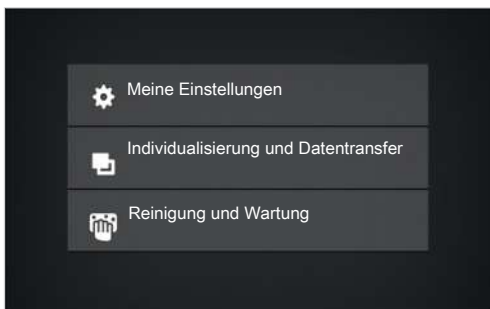 Meine Einstellungen
Individualisierung und Datentransfer
Reinigung und Wartung